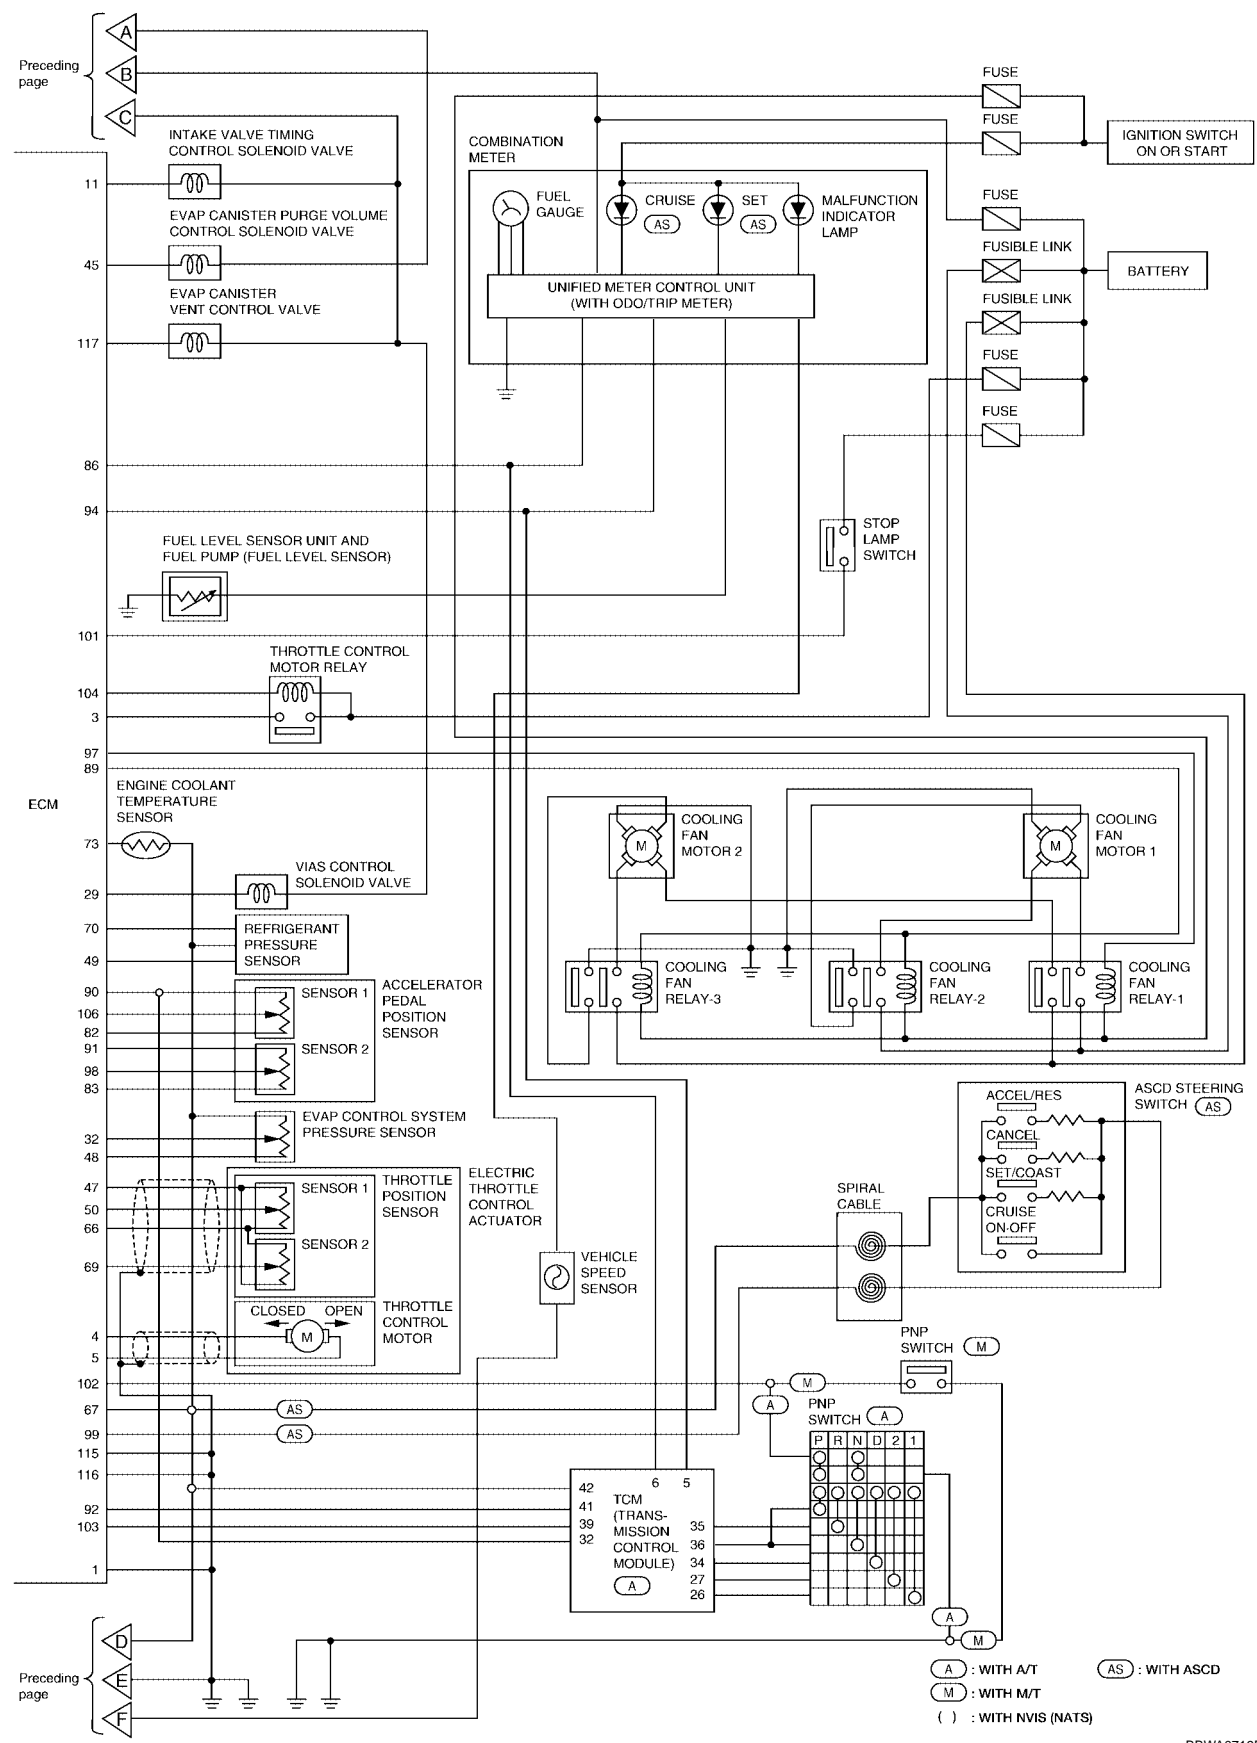 A
Preceding
page
B
C
FUSE
FUSE
IGNITION SWITCH
ON OR START
INTAKE VALVE TIMING
CONTROL SOLENOID VALVE
COMBINATION
METER
11
FUEL
GAUGE
CRUISE
AS
SET
AS
MALFUNCTION
INDICATOR
LAMP
FUSE
EVAP CANISTER PURGE VOLUME
CONTROL SOLENOID VALVE
45
FUSIBLE LINK
BATTERY
UNIFIED METER CONTROL UNIT
(WITH ODO/TRIP METER)
EVAP CANISTER
VENT CONTROL VALVE
FUSIBLE LINK
117
FUSE
FUSE
86
94
STOP
LAMP
SWITCH
FUEL LEVEL SENSOR UNIT AND
FUEL PUMP (FUEL LEVEL SENSOR)
101
THROTTLE CONTROL
MOTOR RELAY
104
3
97
89
ECM
ENGINE COOLANT
TEMPERATURE
SENSOR
73
M
COOLING
FAN
MOTOR 2
M
COOLING
FAN
MOTOR 1
VIAS CONTROL
SOLENOID VALVE
29
70
REFRIGERANT
PRESSURE
SENSOR
49
COOLING
FAN
RELAY-3
COOLING
FAN
RELAY-2
COOLING
FAN
RELAY-1
90
106
82
91
98
83
SENSOR 1
SENSOR 2
ACCELERATOR
PEDAL
POSITION
SENSOR
EVAP CONTROL SYSTEM
PRESSURE SENSOR
32
48
ASCD STEERING
SWITCH AS
ACCEL/RES
CANCEL
SET/COAST
CRUISE
ON·OFF
47
50
66
69
SENSOR 1
SENSOR 2
THROTTLE
POSITION
SENSOR
ELECTRIC
THROTTLE
CONTROL
ACTUATOR
SPIRAL
CABLE
VEHICLE
SPEED
SENSOR
CLOSED OPEN
M
THROTTLE
CONTROL
MOTOR
4
5
PNP
SWITCH M
102
M
67
AS
A
PNP
SWITCH A
99
AS
P R N D 2 1
115
116
92
103
42
41
39
32
6 5
TCM
(TRANS-
MISSION
CONTROL
MODULE)
A
35
36
34
27
26
1
A
M
D
Preceding
page
E
F
A : WITH A/T
AS : WITH ASCD
M : WITH M/T
( ) : WITH NVIS (NATS)